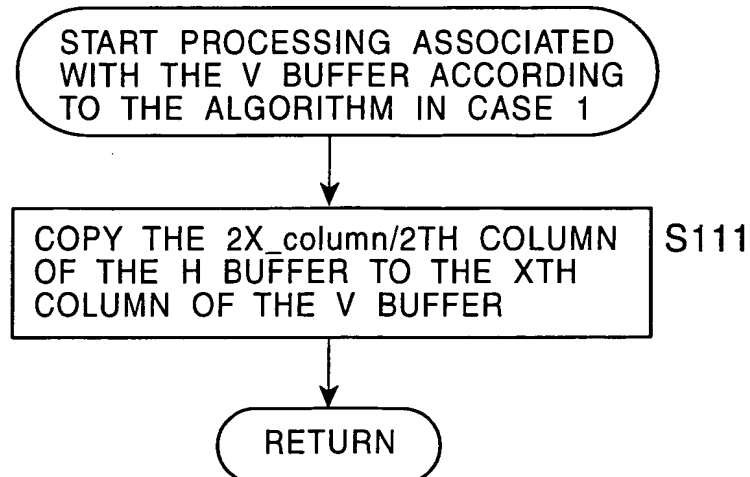 START PROCESSING ASSOCIATED
WITH THE V BUFFER ACCORDING
TO THE ALGORITHM IN CASE 1
COPY THE 2X_column/2TH COLUMN
OF THE H BUFFER TO THE XTH
COLUMN OF THE V BUFFER
S111
RETURN